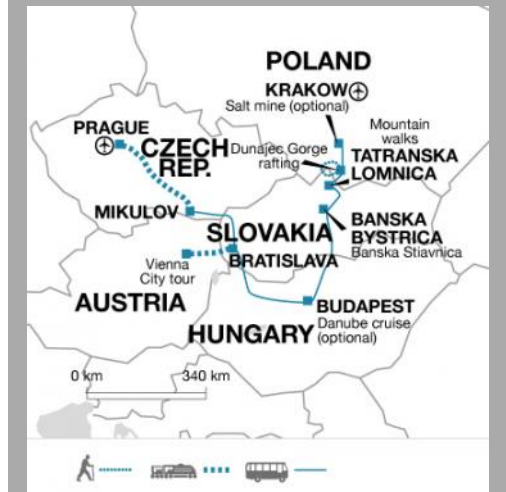 POLAND
KRAKOW
Salt mine (optional)
Mountain
walks
PRAGUE
CZECH
REP.
Dunajec Gorge
rafting
TATRANSKA
LOMNICA
MIKULOV
SLOVAKIA
BANSKA
BYSTRICA
Banska Stiavnica
BRATISLAVA
Vienna
City tour
AUSTRIA
BUDAPEST
Danube cruise
(optional)
HUNGARY
0 km 340 km